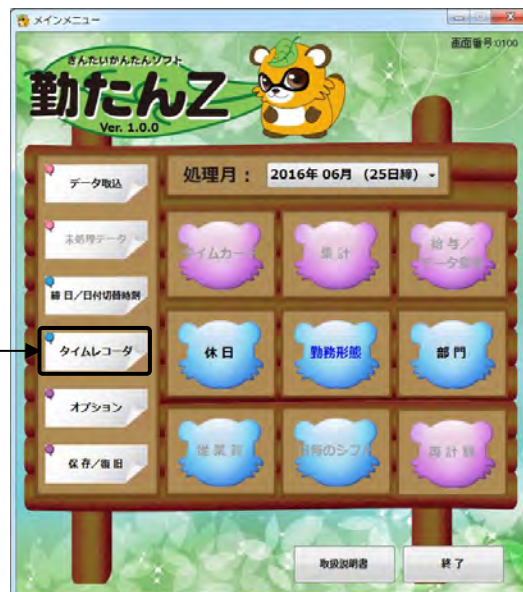 メインメニュー
画面番号:0100
きんたいかんたんソフト
勤たんZ
Ver. 1.0.0
処理月： 2016年 06月 （25日締）
データ取込
未処理データ
締日／日付切替時刻
タイムレコーダ
オプション
保存／復旧
タイムカード
集計
給与／
データ変換
休日
勤務形態
部門
従業員
日毎のシフト
再計算
取扱説明書
終了